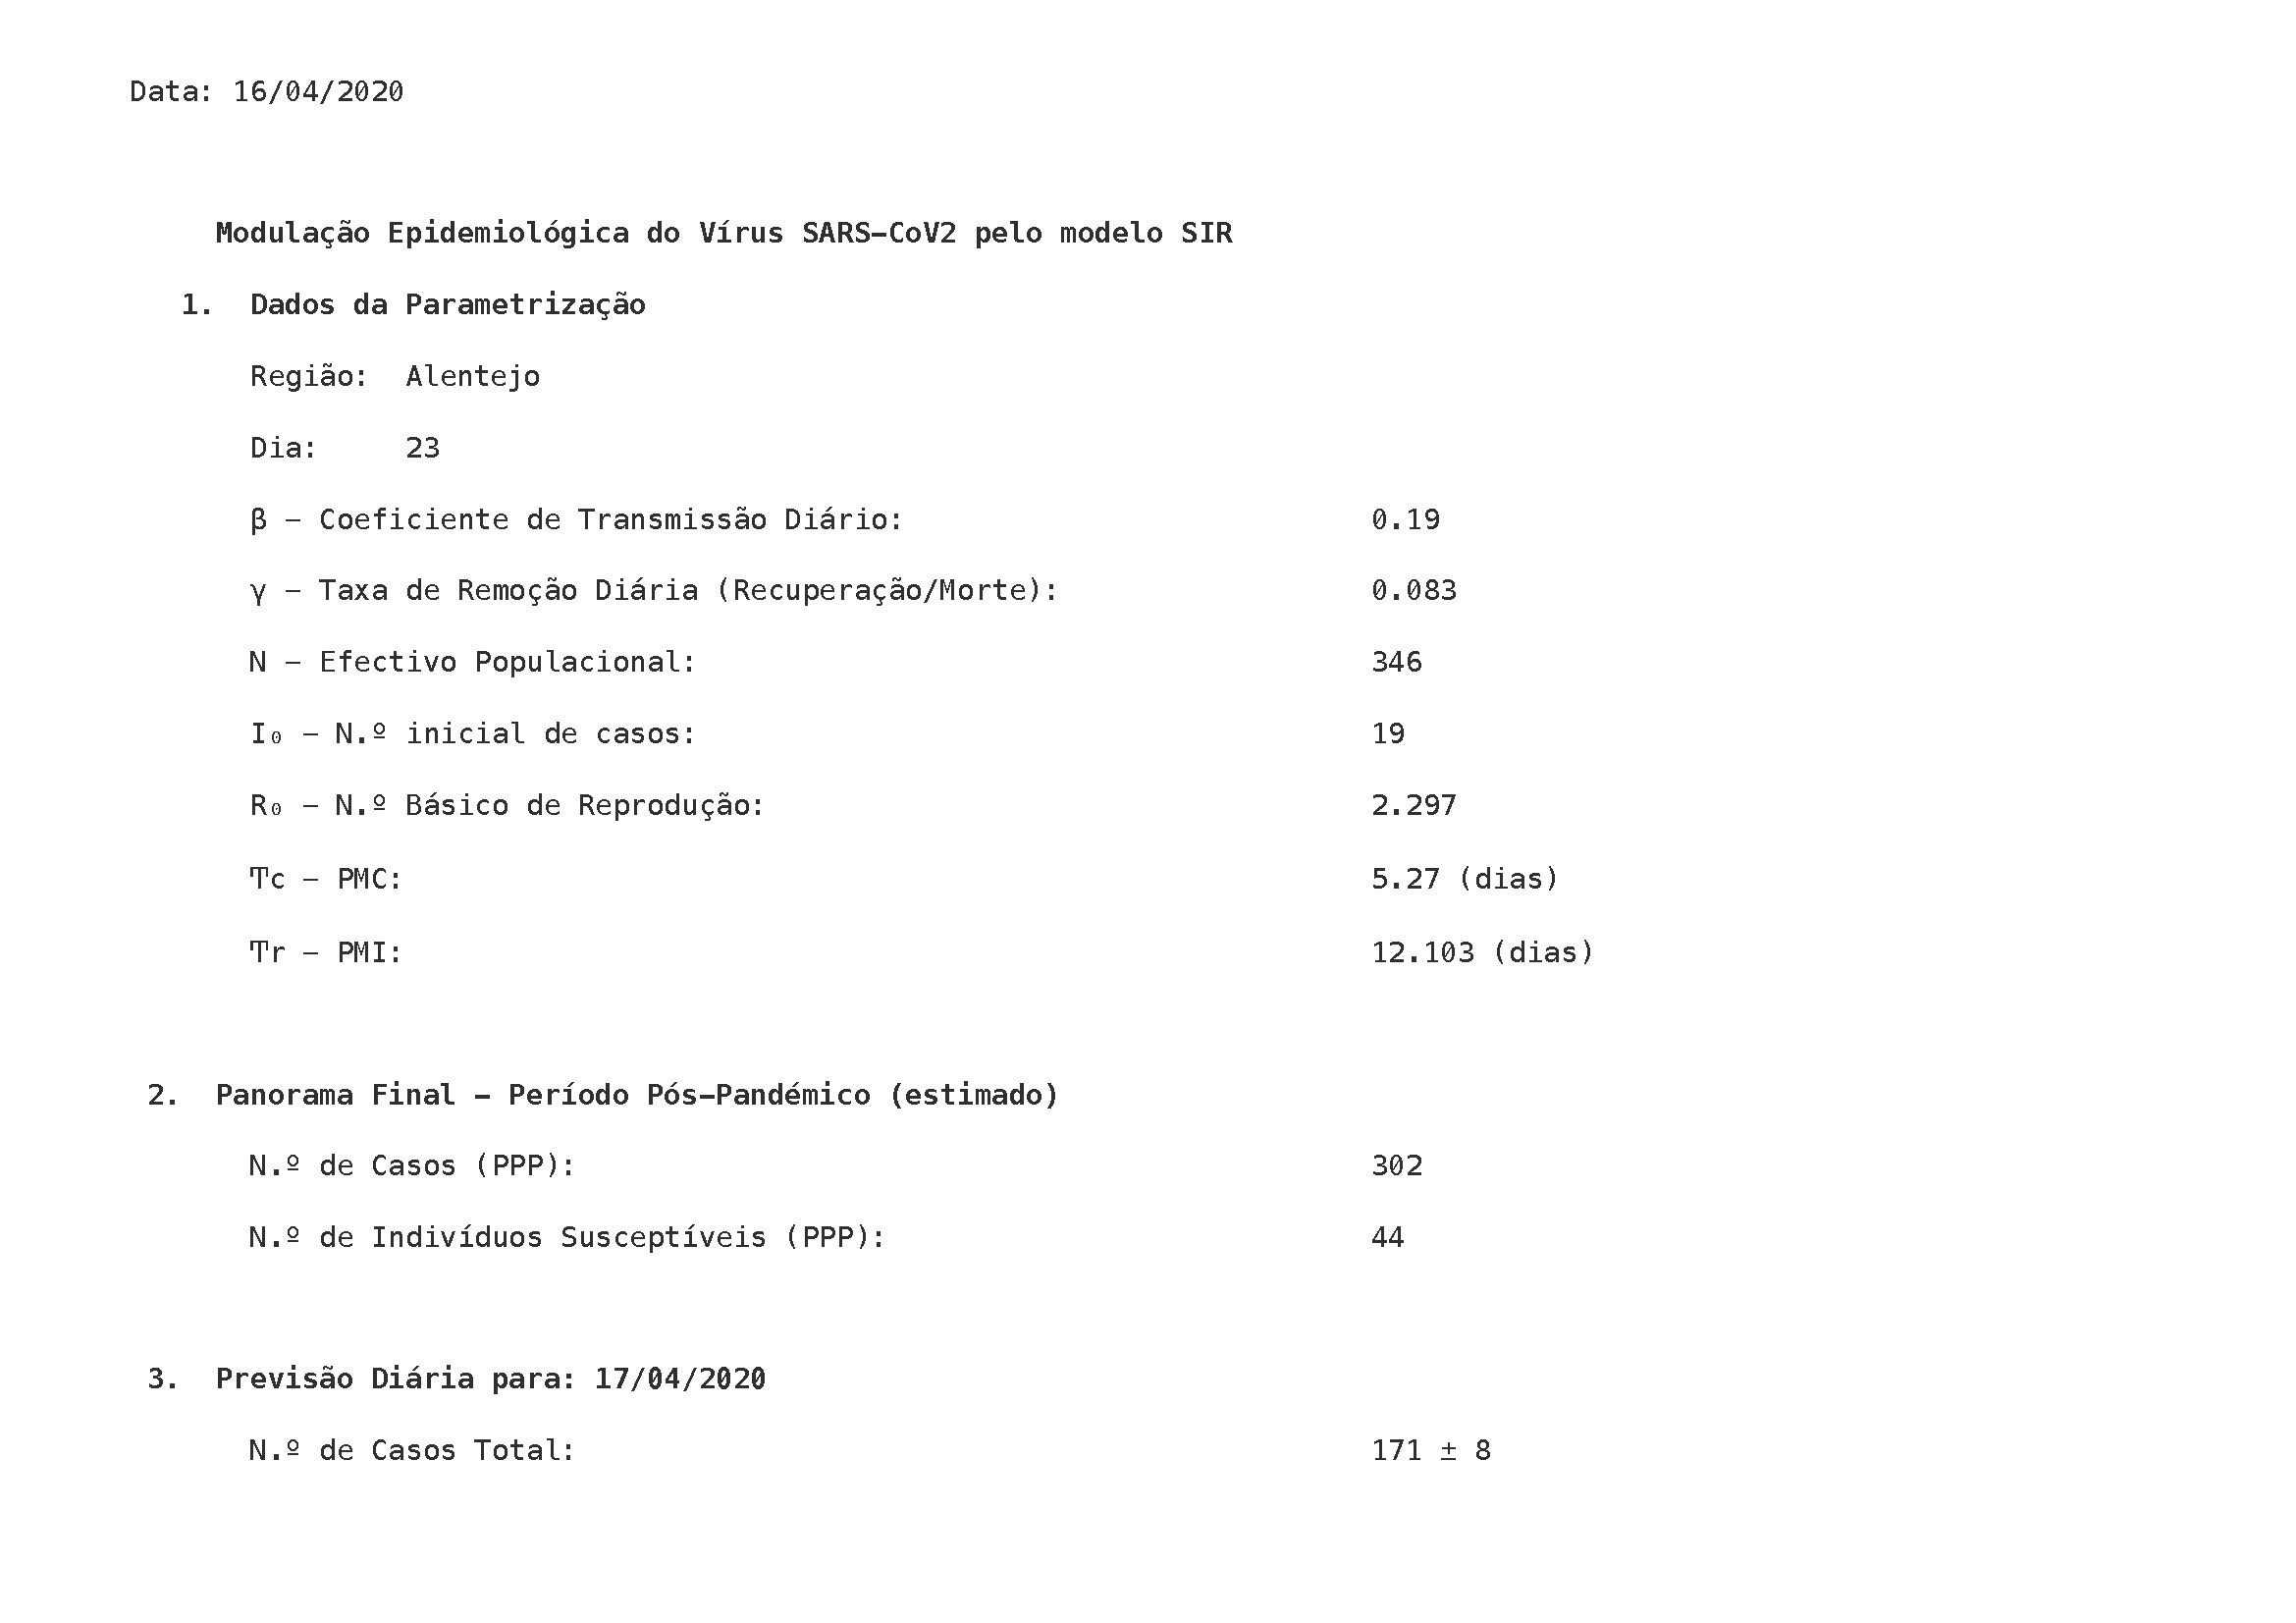 Data: 16/04/2020
Modulação Epidemiológica do Vírus SARS-CoV2 pelo modelo SIR
1. Dados da Parametrização
Região: Alentejo
Dia: 23
β – Coeficiente de Transmissão Diário: 0.19
γ – Taxa de Remoção Diária (Recuperação/Morte): 0.083
N – Efectivo Populacional: 346
I₀ – N.º inicial de casos: 19
R₀ – N.º Básico de Reprodução: 2.297
Ͳc – PMC: 5.27 (dias)
Ͳr – PMI: 12.103 (dias)
2. Panorama Final – Período Pós-Pandémico (estimado)
N.º de Casos (PPP): 302
N.º de Indivíduos Susceptíveis (PPP): 44
3. Previsão Diária para: 17/04/2020
N.º de Casos Total: 171 ± 8